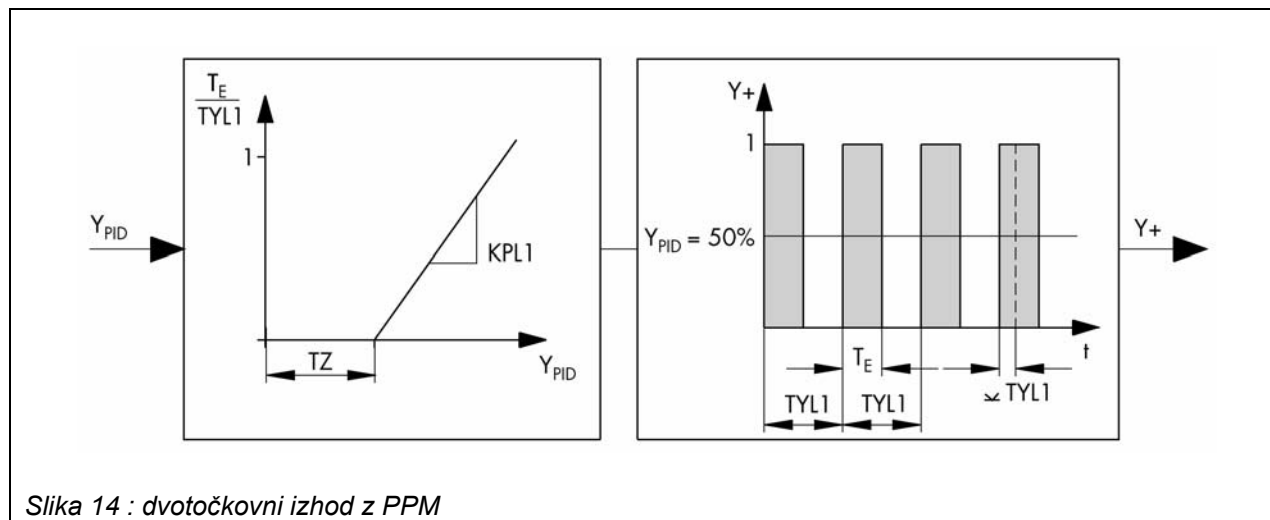 T_E
TYL1
1
Y_PID
KPL1
TZ
Y_PID
Y+
1
Y_PID = 50%
Y+
t
T_E
TYL1
TYL1
TYL1
Slika 14 : dvotočkovni izhod z PPM